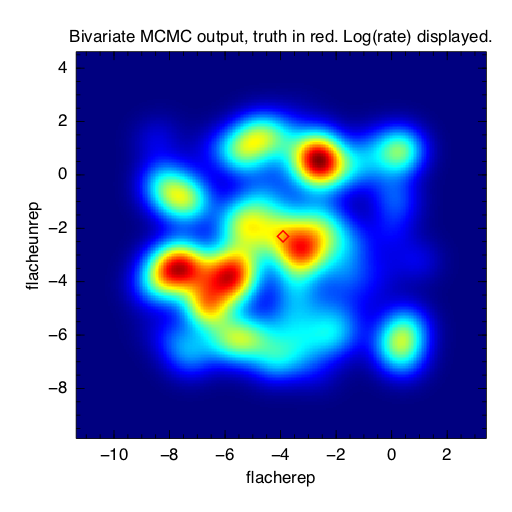 Bivariate MCMC output, truth in red. Log(rate) displayed.
4
2
0
−2
−4
−6
−8
flacheunrep
−10 −8 −6 −4 −2 0 2
flacherep